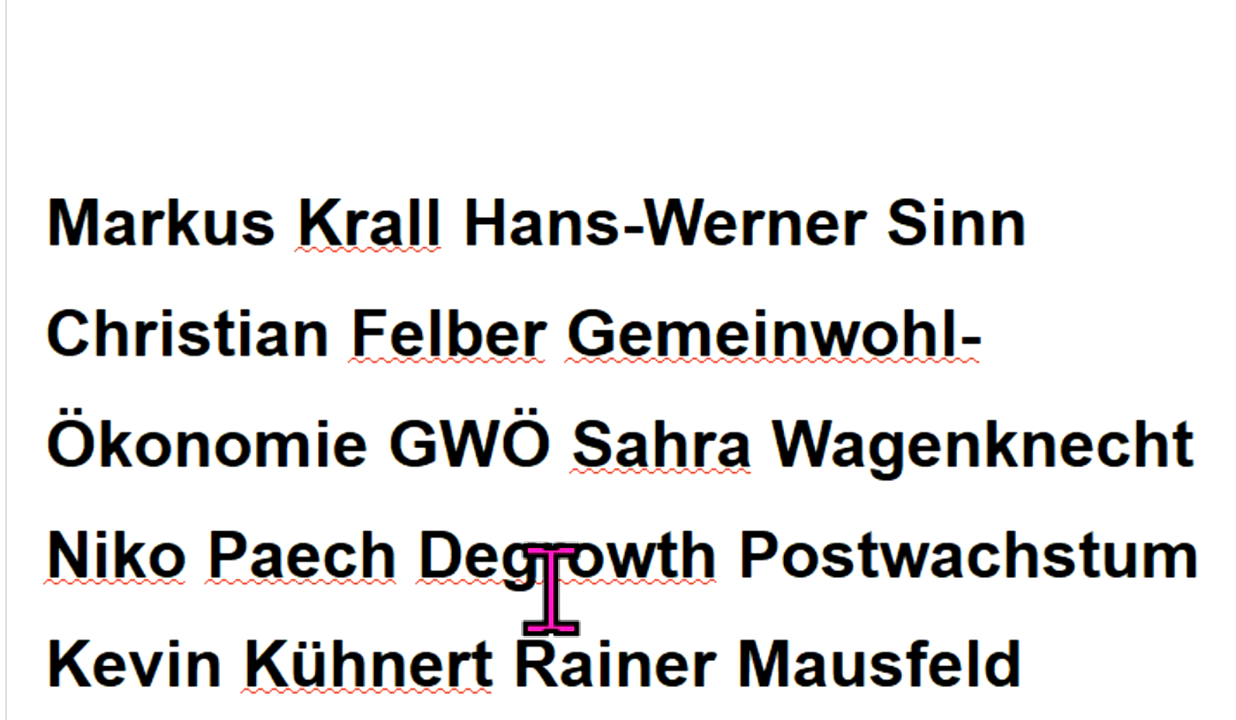 Markus Krall Hans-Werner Sinn
Christian Felber Gemeinwohl-
Ökonomie GWÖ Sahra Wagenknecht
Niko Paech Degrowth Postwachstum
Kevin Kühnert Rainer Mausfeld